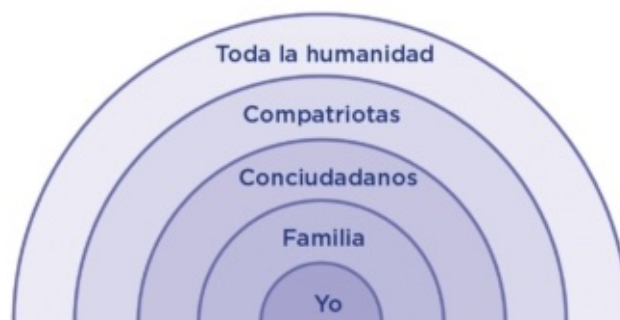 Toda la humanidad
Compatriotas
Conciudadanos
Familia
Yo